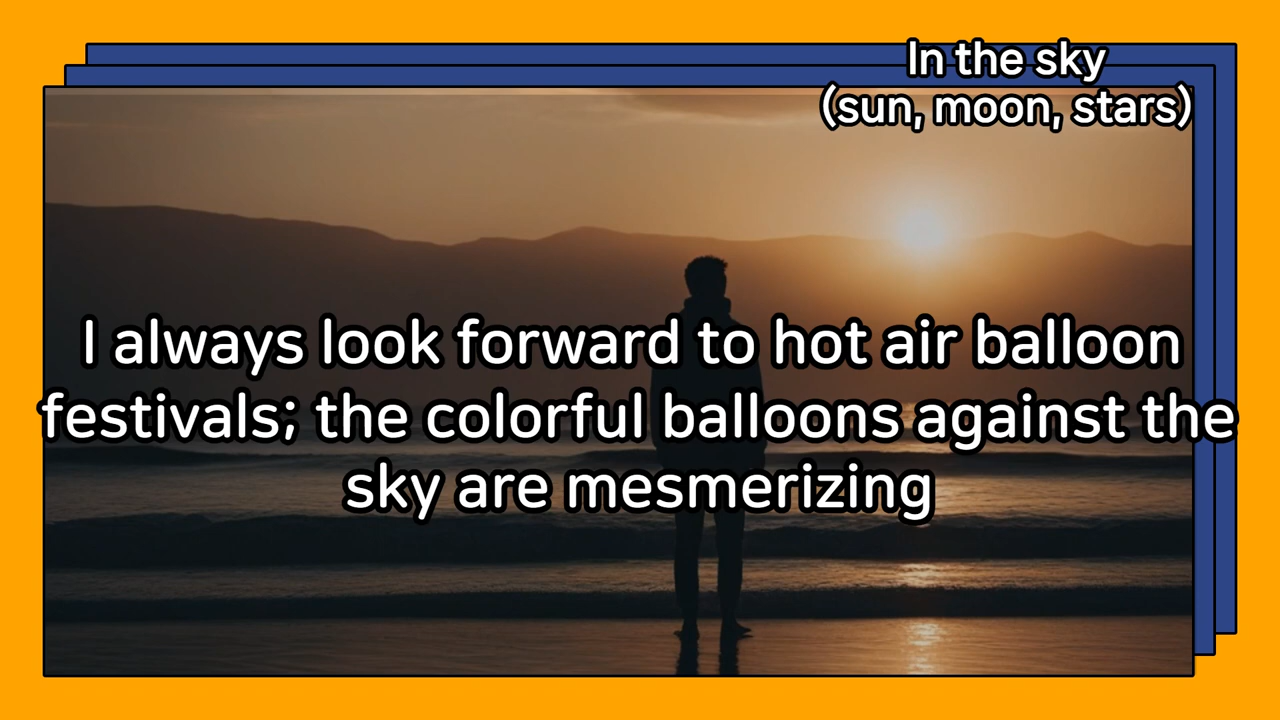 In the sky
(sun, moon, stars)
I always look forward to hot air balloon
festivals; the colorful balloons against the
sky are mesmerizing